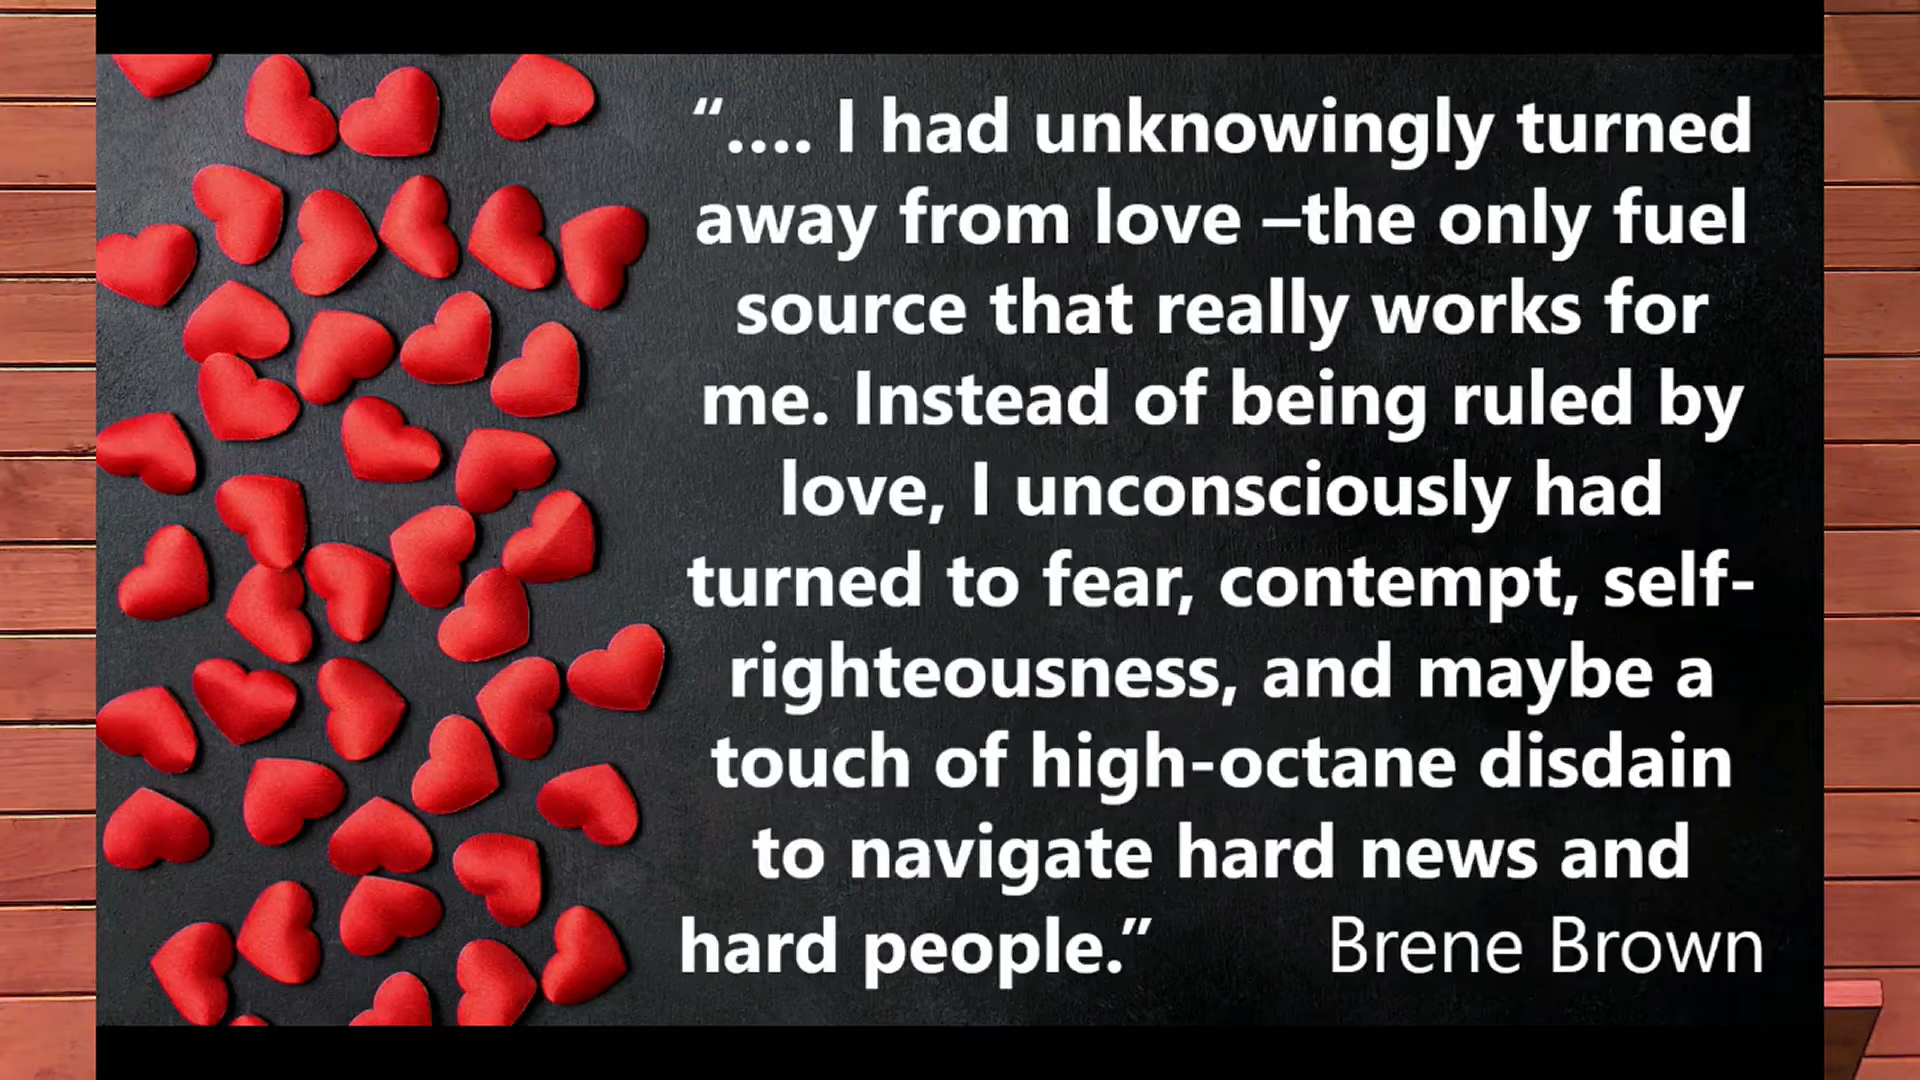 “.... I had unknowingly turned
away from love –the only fuel
source that really works for
me. Instead of being ruled by
love, I unconsciously had
turned to fear, contempt, self-
righteousness, and maybe a
touch of high-octane disdain
to navigate hard news and
hard people.” Brene Brown